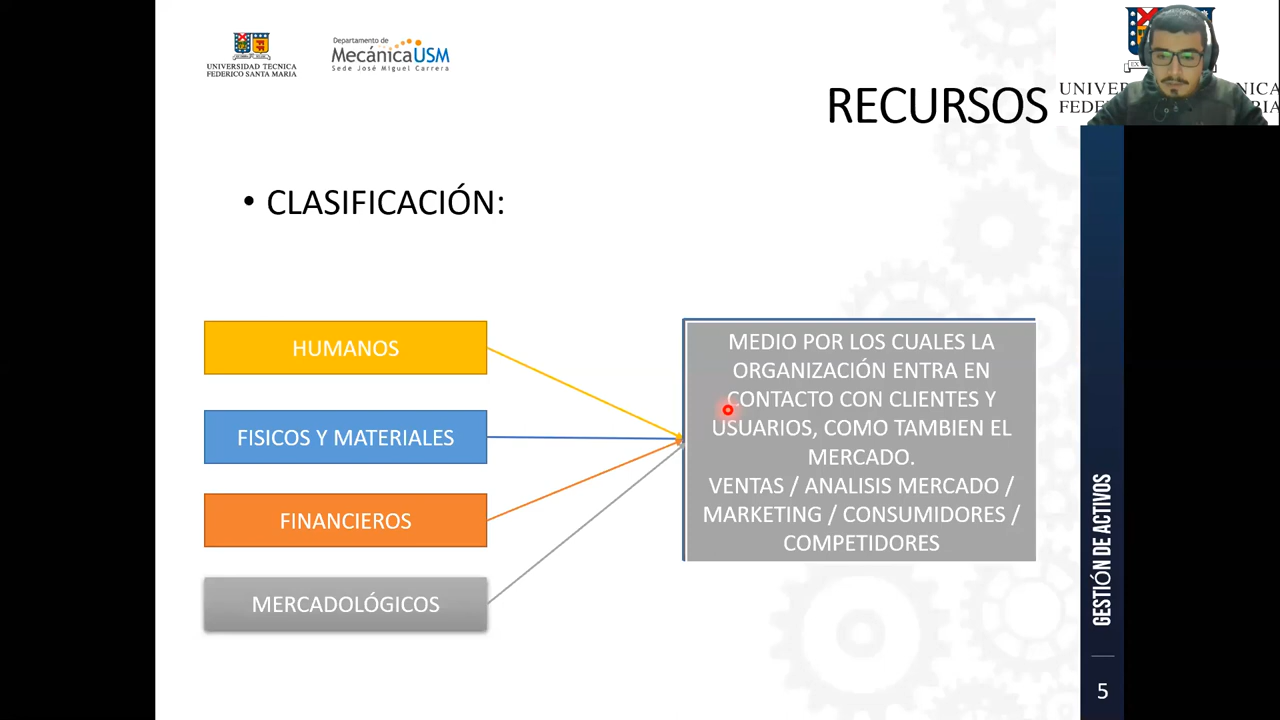 UNIVERSIDAD TECNICA
FEDERICO SANTA MARIA
Departamento de
MecánicaUSM
Sede José Miguel Carrera
RECURSOS
• CLASIFICACIÓN:
HUMANOS
FISICOS Y MATERIALES
FINANCIEROS
MERCADOLÓGICOS
MEDIO POR LOS CUALES LA
ORGANIZACIÓN ENTRA EN
CONTACTO CON CLIENTES Y
USUARIOS, COMO TAMBIEN EL
MERCADO.
VENTAS / ANALISIS MERCADO /
MARKETING / CONSUMIDORES /
COMPETIDORES
GESTIÓN DE ACTIVOS
5